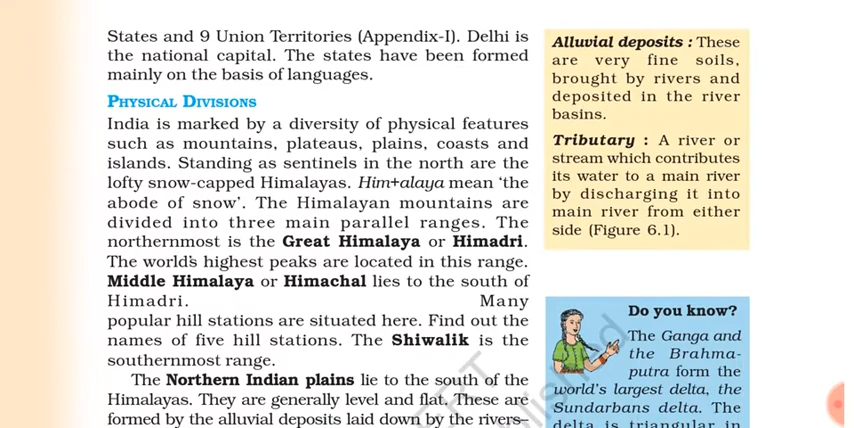 States and 9 Union Territories (Appendix-I). Delhi is
the national capital. The states have been formed
mainly on the basis of languages.
PHYSICAL DIVISIONS
India is marked by a diversity of physical features
such as mountains, plateaus, plains, coasts and
islands. Standing as sentinels in the north are the
lofty snow-capped Himalayas. Him+alaya mean ‘the
abode of snow’. The Himalayan mountains are
divided into three main parallel ranges. The
northernmost is the Great Himalaya or Himadri.
The world’s highest peaks are located in this range.
Middle Himalaya or Himachal lies to the south of
Himadri. Many
popular hill stations are situated here. Find out the
names of five hill stations. The Shiwalik is the
southernmost range.
The Northern Indian plains lie to the south of the
Himalayas. They are generally level and flat. These are
formed by the alluvial deposits laid down by the rivers–
Alluvial deposits : These
are very fine soils,
brought by rivers and
deposited in the river
basins.
Tributary : A river or
stream which contributes
its water to a main river
by discharging it into
main river from either
side (Figure 6.1).
Do you know?
The Ganga and
the Brahma-
putra form the
world’s largest delta, the
Sundarbans delta. The
delta is triangular in